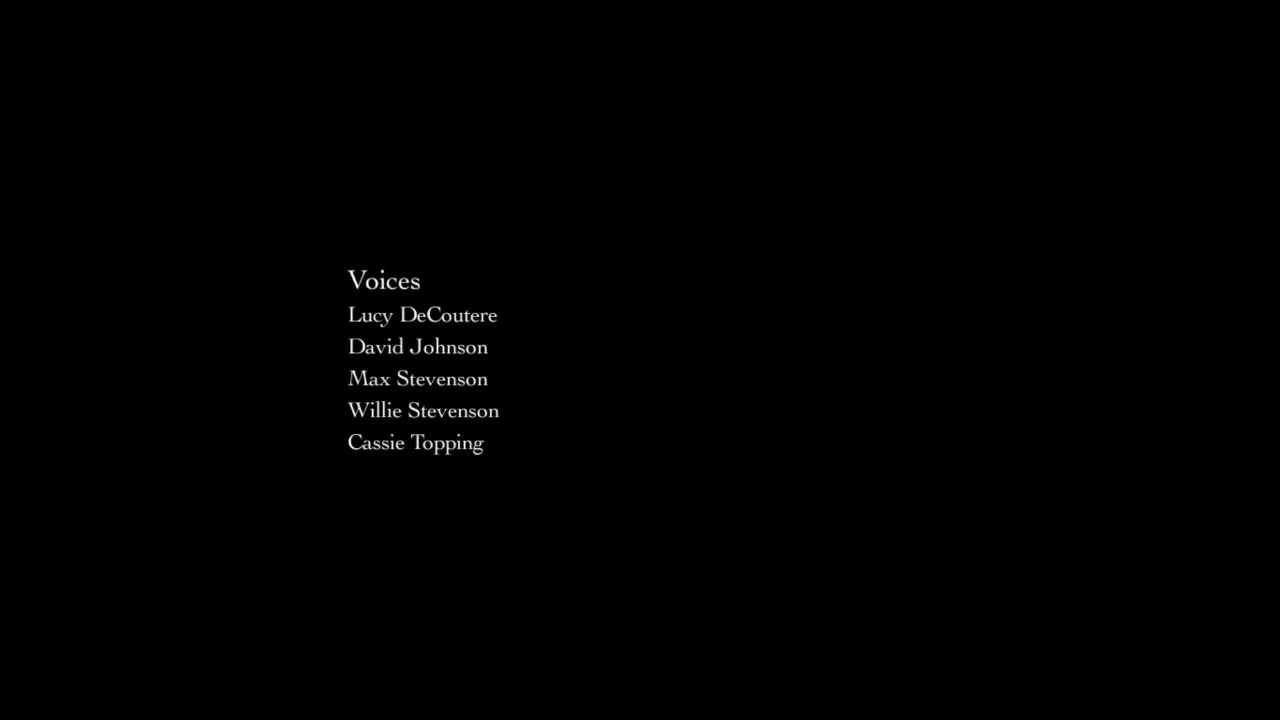 Voices
Lucy DeCoutere
David Johnson
Max Stevenson
Willie Stevenson
Cassie Topping